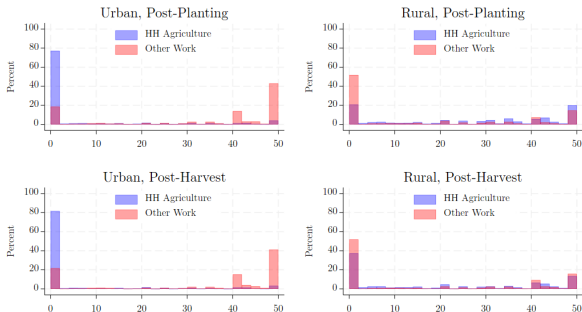 Urban, Post-Planting
HH Agriculture
Other Work
Percent
100
80
60
40
20
0
0 10 20 30 40 50
Rural, Post-Planting
HH Agriculture
Other Work
Percent
100
80
60
40
20
0
0 10 20 30 40 50
Urban, Post-Harvest
HH Agriculture
Other Work
Percent
100
80
60
40
20
0
0 10 20 30 40 50
Rural, Post-Harvest
HH Agriculture
Other Work
Percent
100
80
60
40
20
0
0 10 20 30 40 50